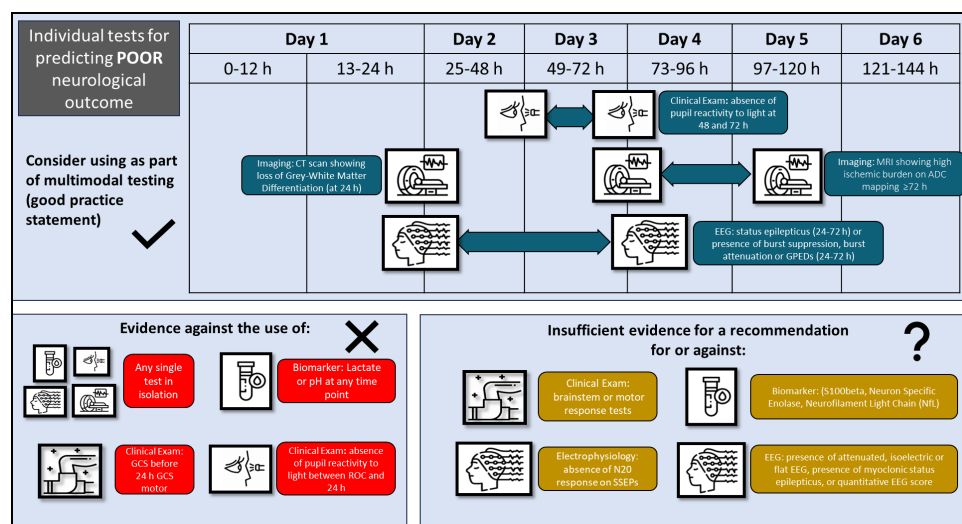 Individual tests for
predicting POOR
neurological
outcome
Day 1
Day 2
Day 3
Day 4
Day 5
Day 6
0-12 h
13-24 h
25-48 h
49-72 h
73-96 h
97-120 h
121-144 h
Consider using as part
of multimodal testing
(good practice
statement)
Clinical Exam: absence of
pupil reactivity to light at
48 and 72 h
Imaging: CT scan showing
loss of Grey-White Matter
Differentiation (at 24 h)
Imaging: MRI showing high
ischemic burden on ADC
mapping ≥72 h
EEG: status epilepticus (24-72 h) or
presence of burst suppression, burst
attenuation or GPEDs (24-72 h)
Evidence against the use of:
Any single
test in
isolation
Biomarker: Lactate
or pH at any time
point
Clinical Exam:
GCS before
24 h GCS
motor
Clinical Exam: absence
of pupil reactivity to
light between ROC and
24 h
Insufficient evidence for a recommendation
for or against:
?
Clinical Exam:
brainstem or motor
response tests
Biomarker: (S100beta, Neuron Specific
Enolase, Neurofilament Light Chain (NfL)
Electrophysiology:
absence of N20
response on SSEPs
EEG: presence of attenuated, isoelectric or
flat EEG, presence of myoclonic status
epilepticus, or quantitative EEG score